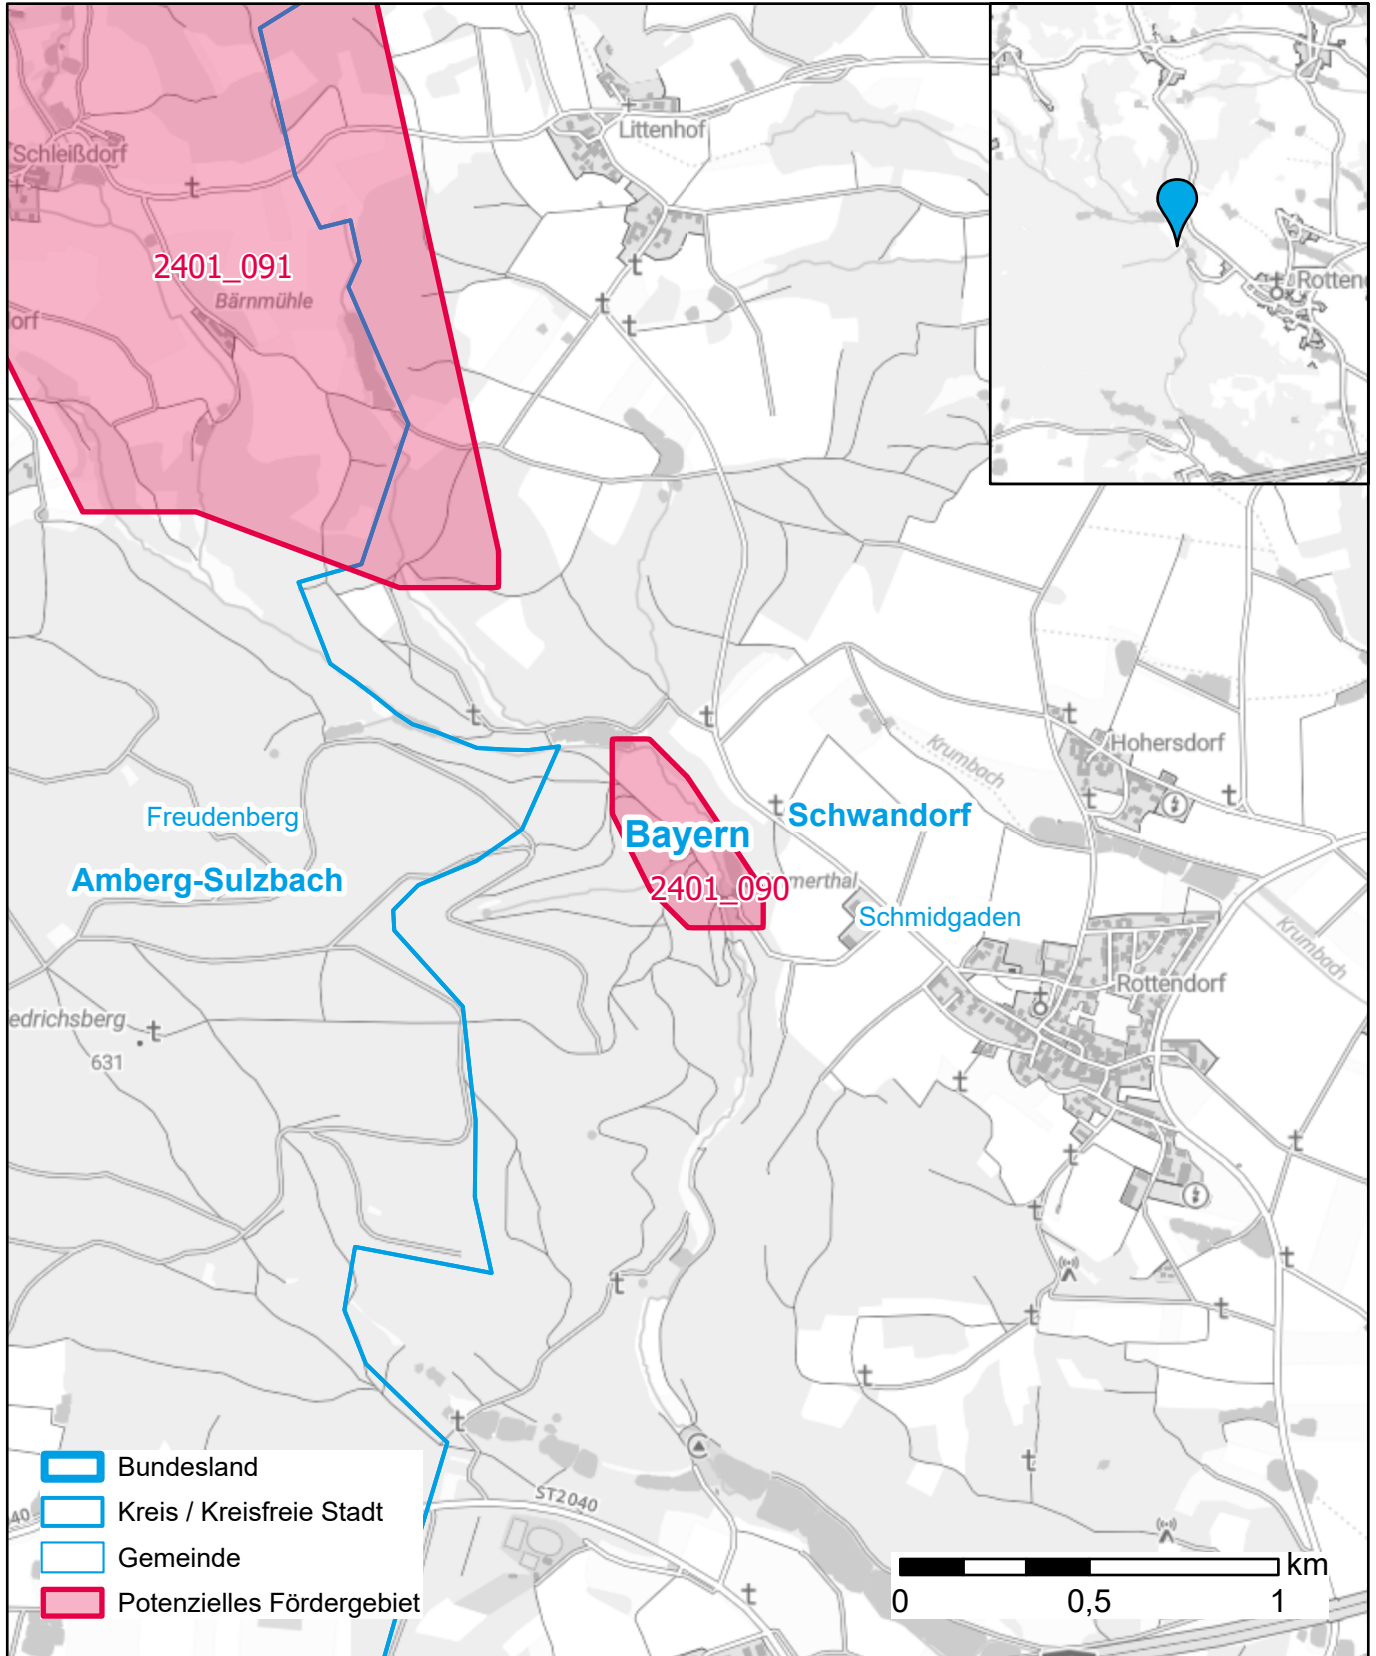 Littenhof
Schleißdorf
2401_091
Bärnmühle
orf
Rotten
Krumbach
Hohersdorf
Freudenberg
Bayern
Schwandorf
Amberg-Sulzbach
2401_090
merthal
Schmidgaden
Krumbach
Rottendorf
edrichsberg
631
ST2040
40
Bundesland
Kreis / Kreisfreie Stadt
Gemeinde
Potenzielles Fördergebiet
km
0 0,5 1